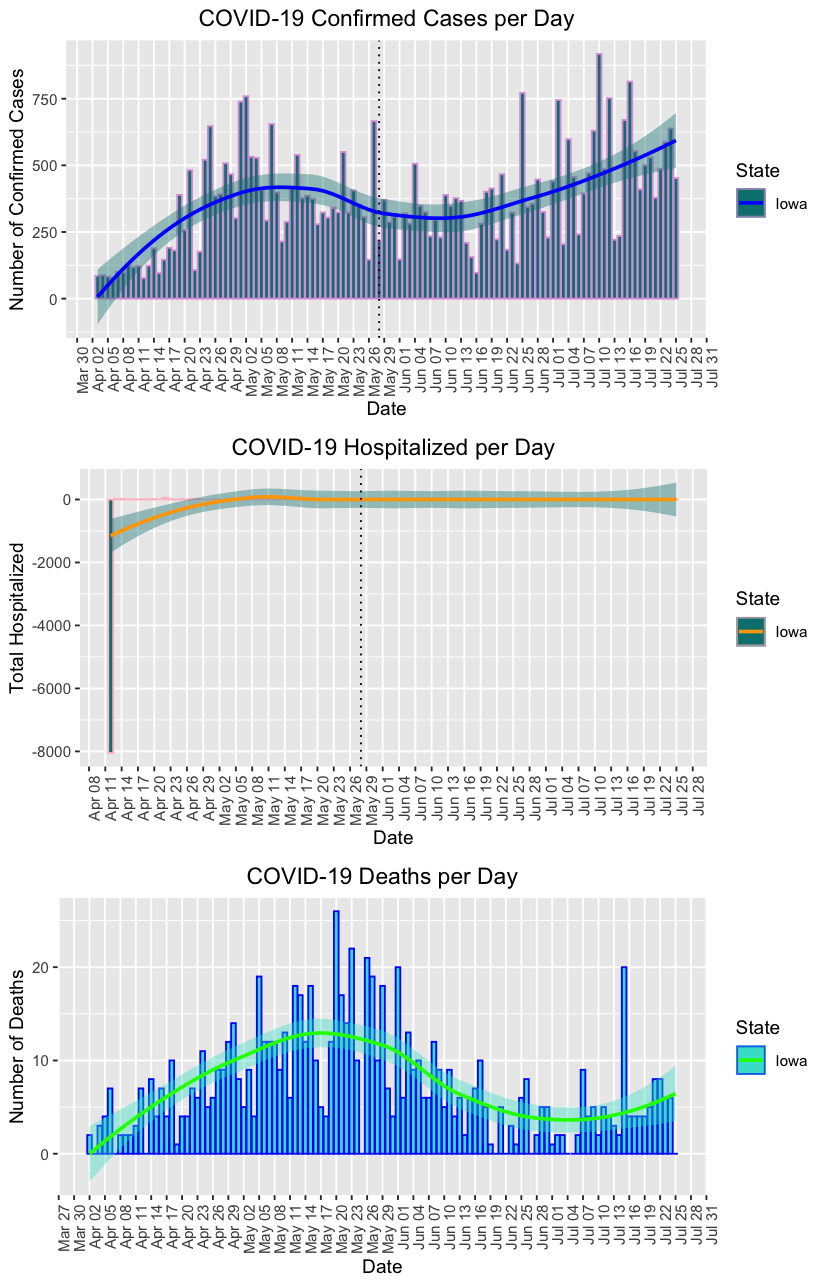 COVID-19 Confirmed Cases per Day
Number of Confirmed Cases
750
500
250
0
Mar 30
Apr 02
Apr 05
Apr 08
Apr 11
Apr 14
Apr 17
Apr 20
Apr 23
Apr 26
Apr 29
May 02
May 05
May 08
May 11
May 14
May 17
May 20
May 23
May 26
May 29
Jun 01
Jun 04
Jun 07
Jun 10
Jun 13
Jun 16
Jun 19
Jun 22
Jun 25
Jun 28
Jul 01
Jul 04
Jul 07
Jul 10
Jul 13
Jul 16
Jul 19
Jul 22
Jul 25
Jul 28
Jul 31
Date
State
Iowa
COVID-19 Hospitalized per Day
Total Hospitalized
0
-2000
-4000
-6000
-8000
Apr 08
Apr 11
Apr 14
Apr 17
Apr 20
Apr 23
Apr 26
Apr 29
May 02
May 05
May 08
May 11
May 14
May 17
May 20
May 23
May 26
May 29
Jun 01
Jun 04
Jun 07
Jun 10
Jun 13
Jun 16
Jun 19
Jun 22
Jun 25
Jun 28
Jul 01
Jul 04
Jul 07
Jul 10
Jul 13
Jul 16
Jul 19
Jul 22
Jul 25
Jul 28
Date
State
Iowa
COVID-19 Deaths per Day
Number of Deaths
20
10
0
Mar 27
Mar 30
Apr 02
Apr 05
Apr 08
Apr 11
Apr 14
Apr 17
Apr 20
Apr 23
Apr 26
Apr 29
May 02
May 05
May 08
May 11
May 14
May 17
May 20
May 23
May 26
May 29
Jun 01
Jun 04
Jun 07
Jun 10
Jun 13
Jun 16
Jun 19
Jun 22
Jun 25
Jun 28
Jul 01
Jul 04
Jul 07
Jul 10
Jul 13
Jul 16
Jul 19
Jul 22
Jul 25
Jul 28
Jul 31
Date
State
Iowa